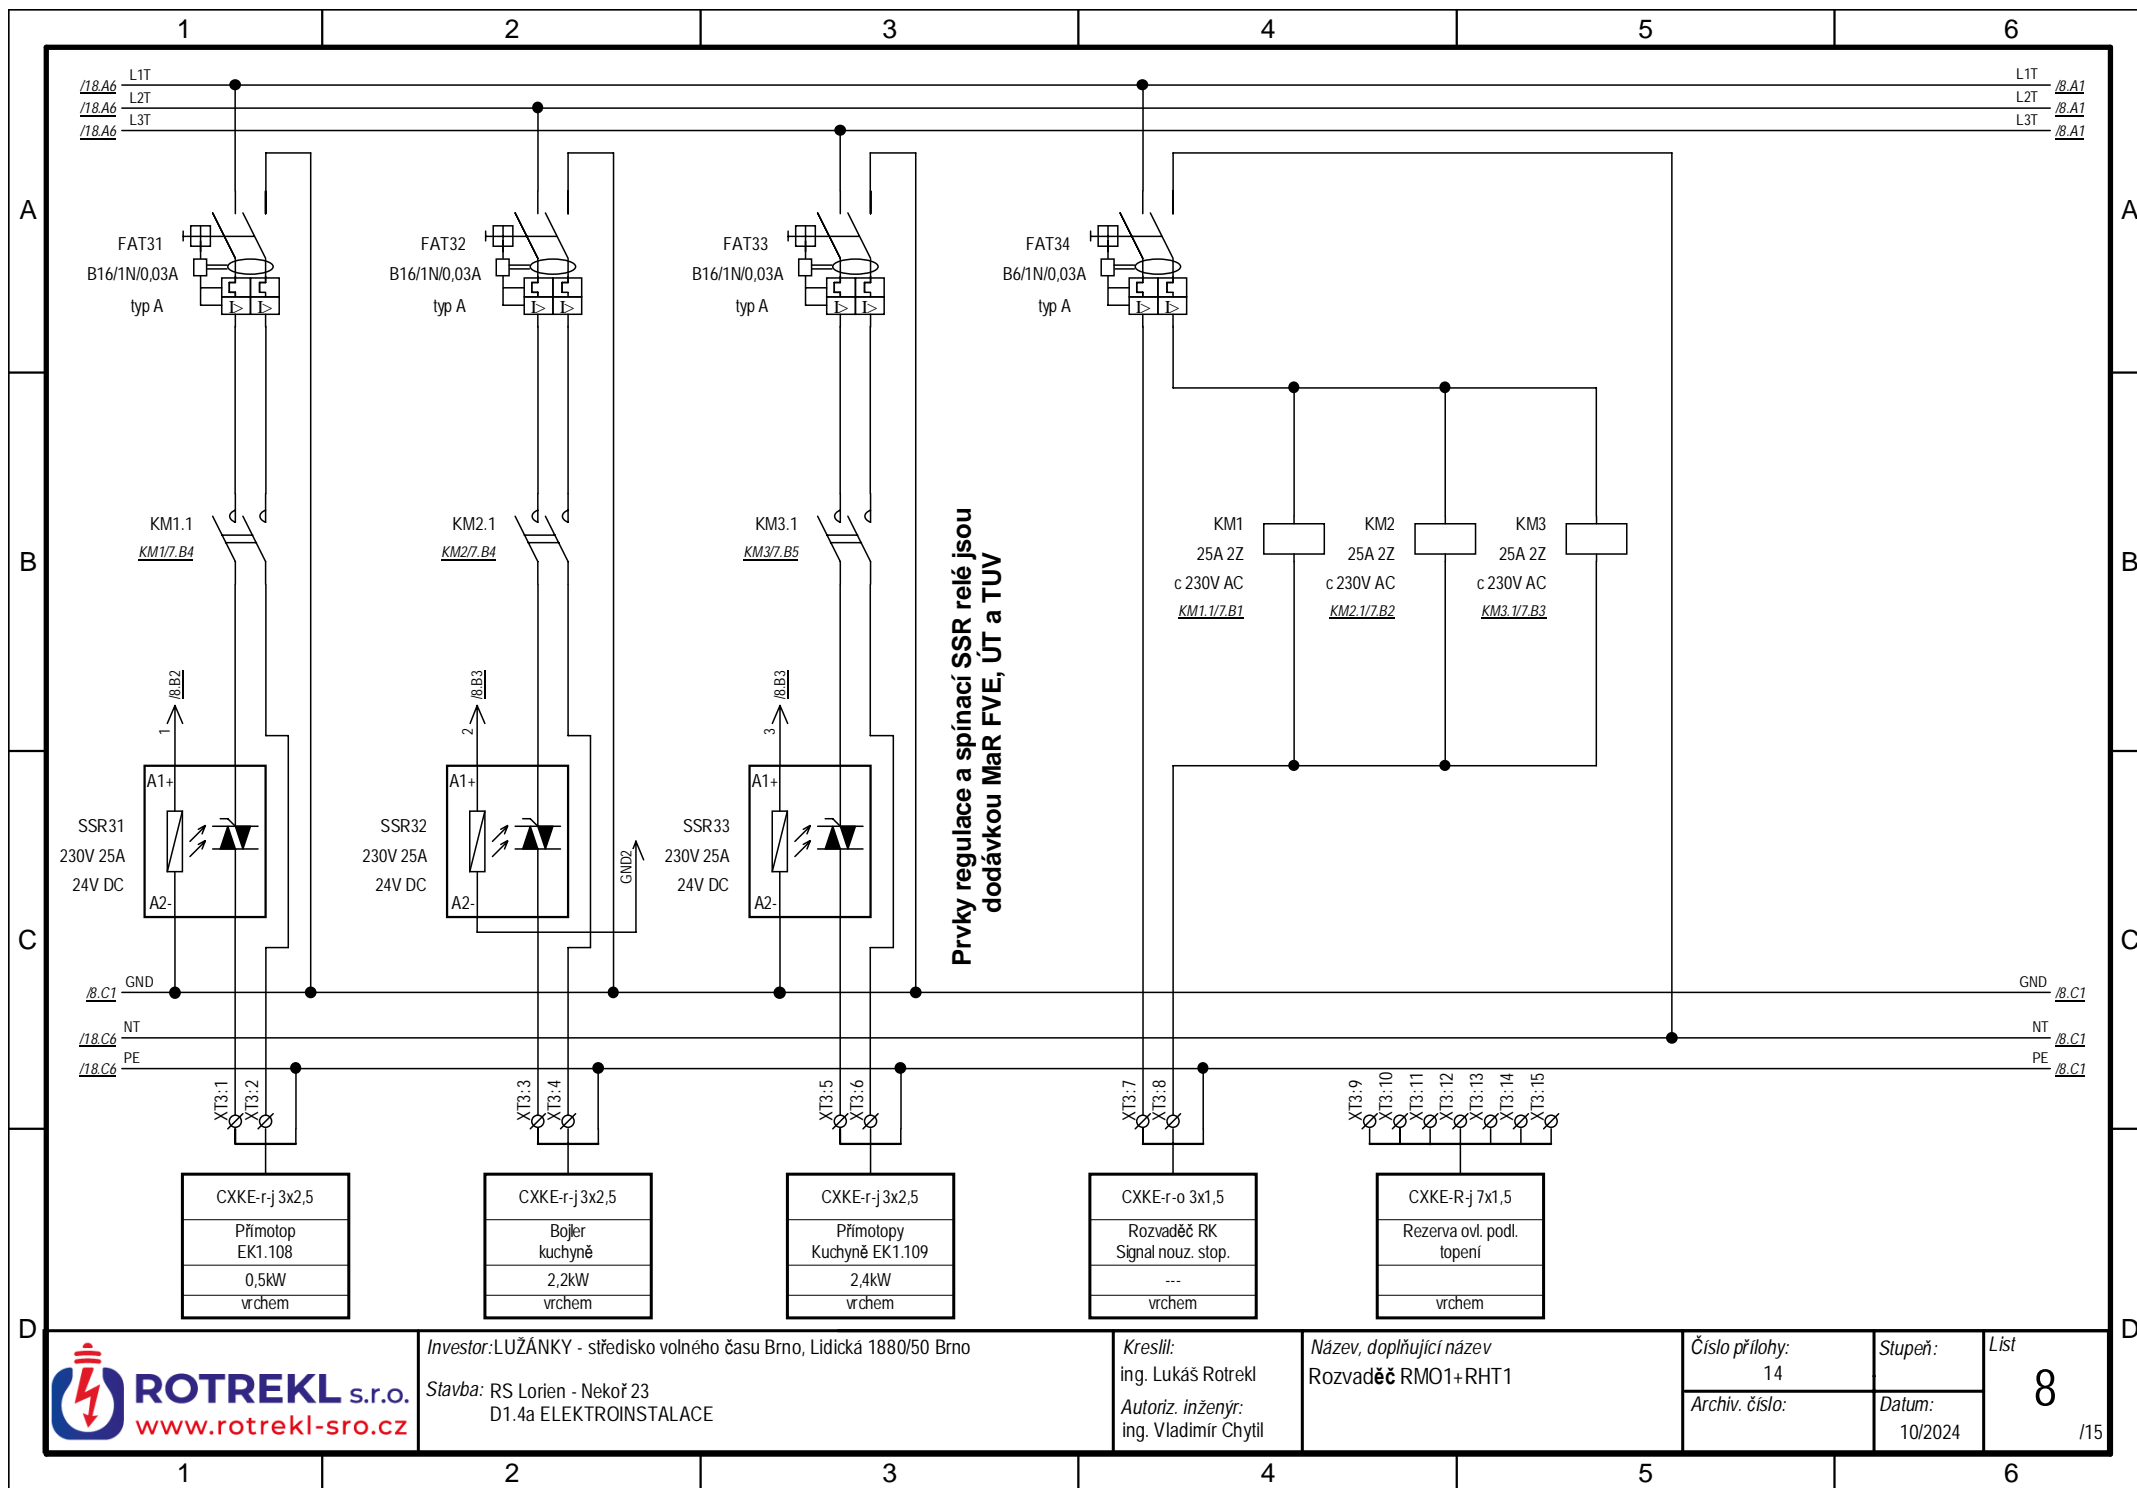 1 2 3 4 5 6
/18.A6 L1T L1T /8.A1
/18.A6 L2T L2T /8.A1
/18.A6 L3T L3T /8.A1
A A
FAT31
B16/1N/0,03A
typ A
FAT32
B16/1N/0,03A
typ A
FAT33
B16/1N/0,03A
typ A
FAT34
B6/1N/0,03A
typ A
I> I> I> I> I> I> I> I>
B B
KM1.1
KM1/7.B4
KM2.1
KM2/7.B4
KM3.1
KM3/7.B5
KM1
25A 2Z
c 230V AC
KM1.1/7.B1
KM2
25A 2Z
c 230V AC
KM2.1/7.B2
KM3
25A 2Z
c 230V AC
KM3.1/7.B3
Prvky regulace a spínací SSR relé jsou
dodávkou MaR FVE, ÚT a TUV
/8.B2
1
/8.B3
2
/8.B3
3
A1+
SSR31
230V 25A
24V DC
A2-
A1+
SSR32
230V 25A
24V DC
A2-
GND2
A1+
SSR33
230V 25A
24V DC
A2-
C C
/8.C1 GND GND /8.C1
/18.C6 NT NT /8.C1
/18.C6 PE PE /8.C1
XT3:1
XT3:2
XT3:3
XT3:4
XT3:5
XT3:6
XT3:7
XT3:8
XT3:9
XT3:10
XT3:11
XT3:12
XT3:13
XT3:14
XT3:15
CXKE-r-j 3x2,5
Přímotop
EK1.108
0,5kW
vrchem
CXKE-r-j 3x2,5
Bojler
kuchyně
2,2kW
vrchem
CXKE-r-j 3x2,5
Přímotopy
Kuchyně EK1.109
2,4kW
vrchem
CXKE-r-o 3x1,5
Rozvaděč RK
Signal nouz. stop.
---
vrchem
CXKE-R-j 7x1,5
Rezerva ovl. podl.
topení
vrchem
D D
ROTREKL s.r.o.
www.rotrekl-sro.cz
Investor: LUŽÁNKY - středisko volného času Brno, Lidická 1880/50 Brno
Stavba: RS Lorien - Nekoř 23
D1.4a ELEKTROINSTALACE
Kreslil:
ing. Lukáš Rotrekl
Autoriz. inženýr:
ing. Vladimír Chytil
Název, doplňující název
Rozvaděč RMO1+RHT1
Číslo přílohy:
14
Archiv. číslo:
Stupeň:
Datum:
10/2024
List
8
/15
1 2 3 4 5 6